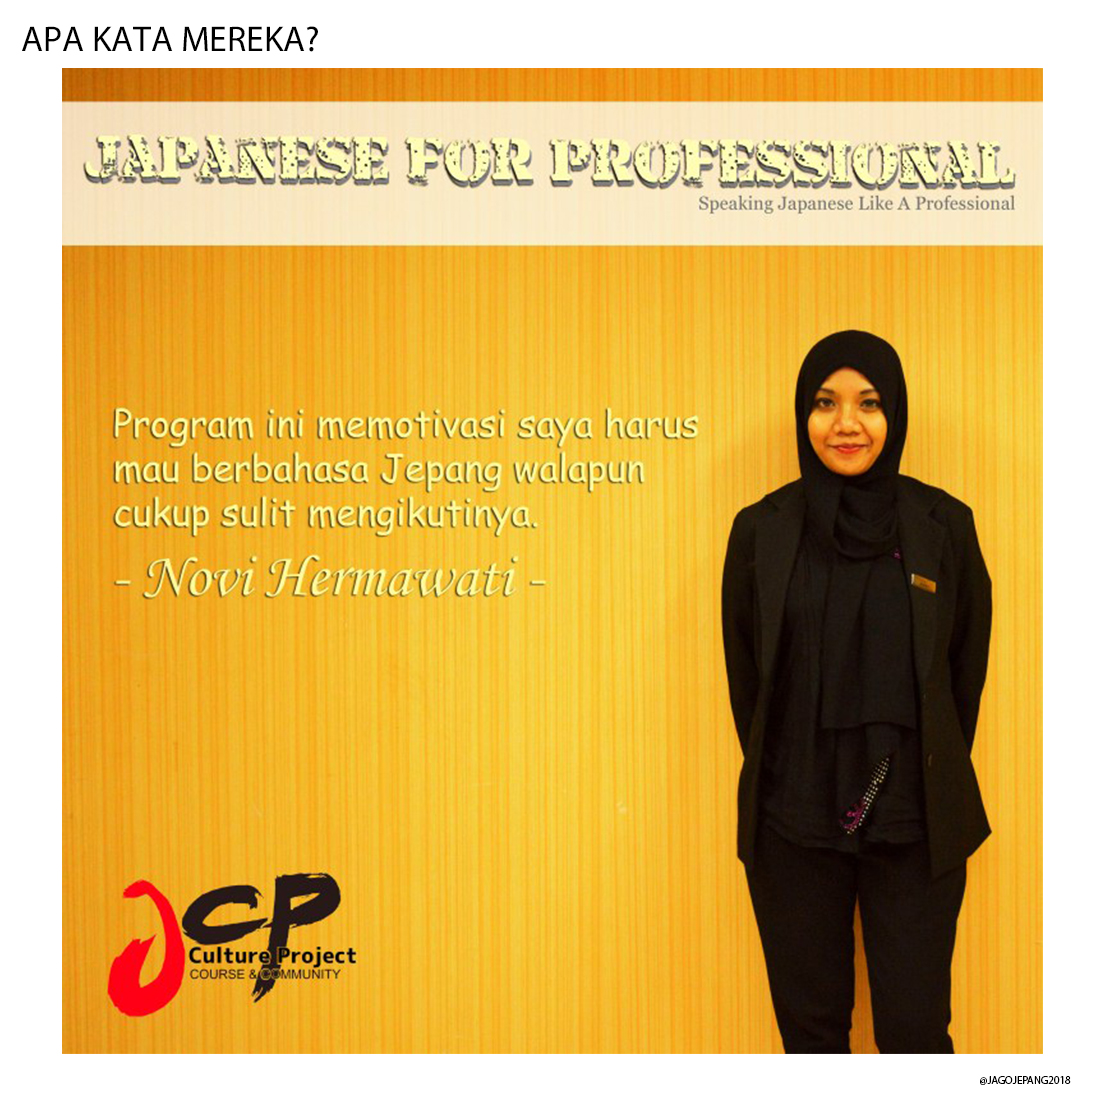 APA KATA MEREKA?
JAPANESE FOR PROFESSIONAL
Speaking Japanese Like A Professional
Program ini memotivasi saya harus
mau berbahasa Jepang walapun
cukup sulit mengikutinya.
- Novi Hermawati -
JCP
Culture Project
COURSE & COMMUNITY
@JAGOJEPANG2018